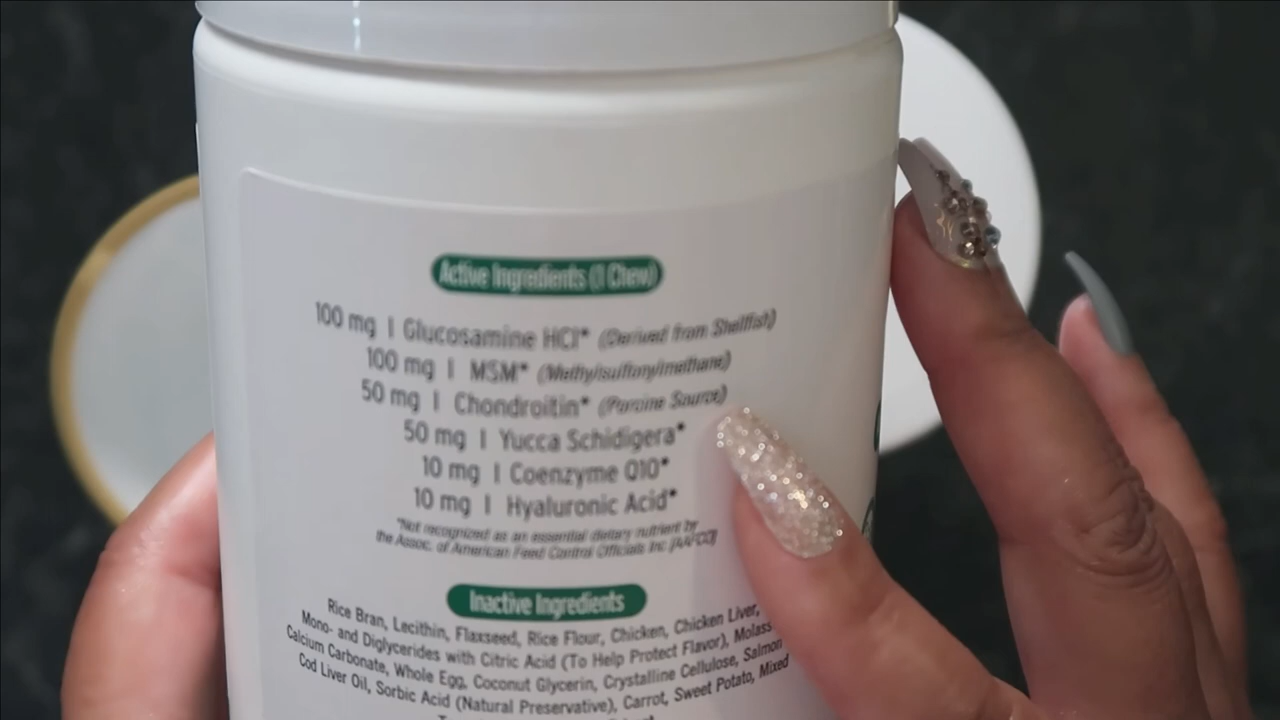 Active Ingredients (1 Chew)
100 mg | Glucosamine HCI* (Derived from Shellfish)
100 mg | MSM* (Methylsulfonylmethane)
50 mg | Chondroitin* (Porcine Source)
50 mg | Yucca Schidigera*
10 mg | Coenzyme Q10*
10 mg | Hyaluronic Acid*
*Not recognized as an essential dietary nutrient by
the Assoc. of American Feed Control Officials Inc (AAFCO)
Inactive Ingredients
Rice Bran, Lecithin, Flaxseed, Rice Flour, Chicken, Chicken Liver,
Mono- and Diglycerides with Citric Acid (To Help Protect Flavor), Molass
Calcium Carbonate, Whole Egg, Coconut Glycerin, Crystalline Cellulose, Salmon
Cod Liver Oil, Sorbic Acid (Natural Preservative), Carrot, Sweet Potato, Mixed